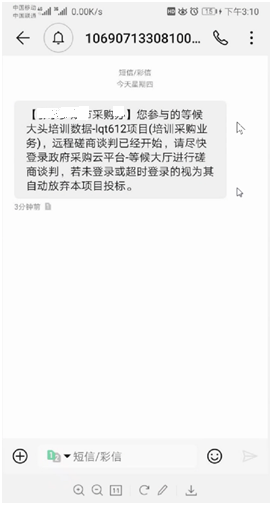 中国移动
中国联通
0.00K/s
HD
下午3:10
10690713308100...
短信/彩信
今天星期四
【 市采购办】您参与的等候
大头培训数据-lqt612项目(培训采购业
务)，远程磋商谈判已经开始，请尽快
登录政府采购云平台-等候大厅进行磋
商谈判，若未登录或超时登录的视为其
自动放弃本项目投标。
3分钟前
短信/彩信